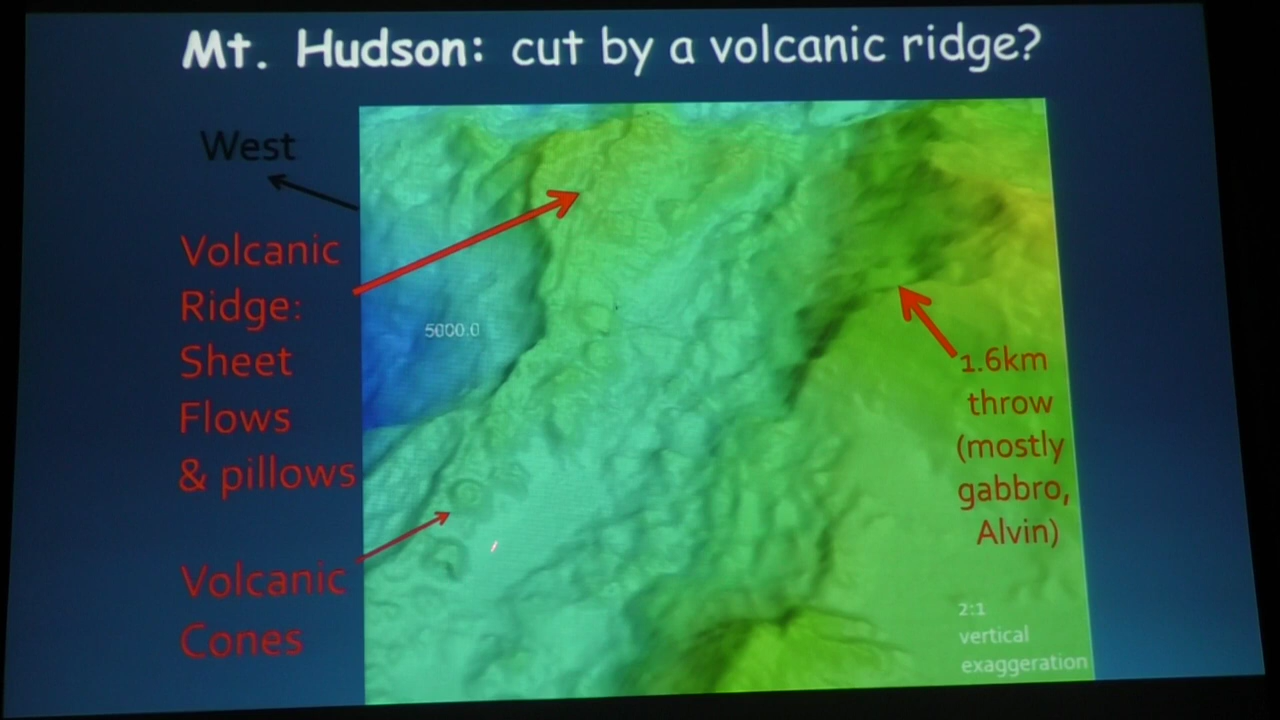 Mt. Hudson: cut by a volcanic ridge?
West
Volcanic
Ridge:
Sheet
Flows
& pillows
Volcanic
Cones
5000.0
1.6km
throw
(mostly
gabbro,
Alvin)
2:1
vertical
exaggeration